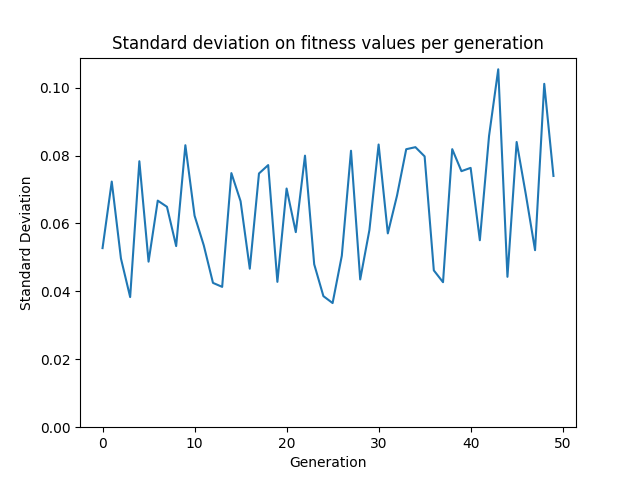 Standard deviation on fitness values per generation
0.10
0.08
0.06
0.04
0.02
0.00
Standard Deviation
0 10 20 30 40 50
Generation